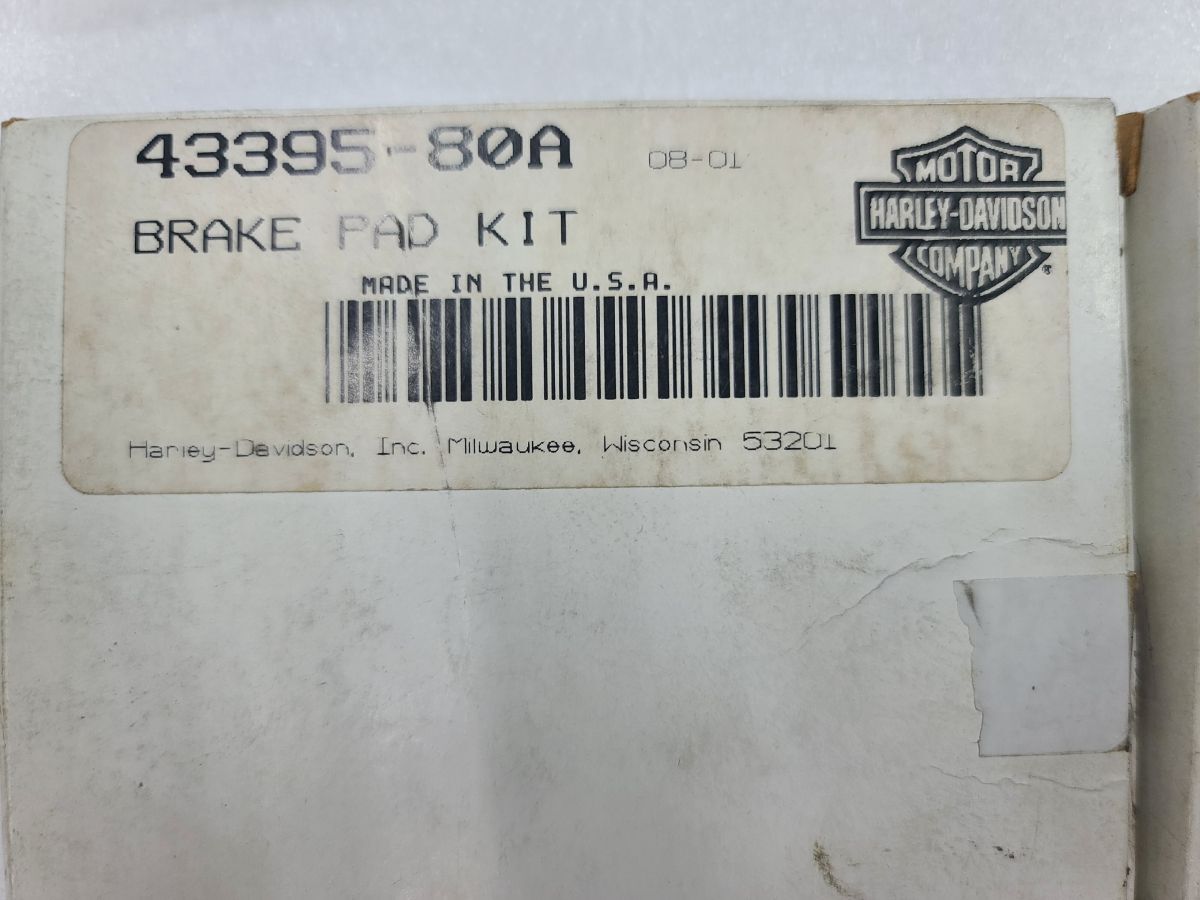 43395-80A 08-01
BRAKE PAD KIT
MOTOR
HARLEY-DAVIDSON
COMPANY
®
MADE IN THE U.S.A.
Harley-Davidson, Inc. Milwaukee, Wisconsin 53201